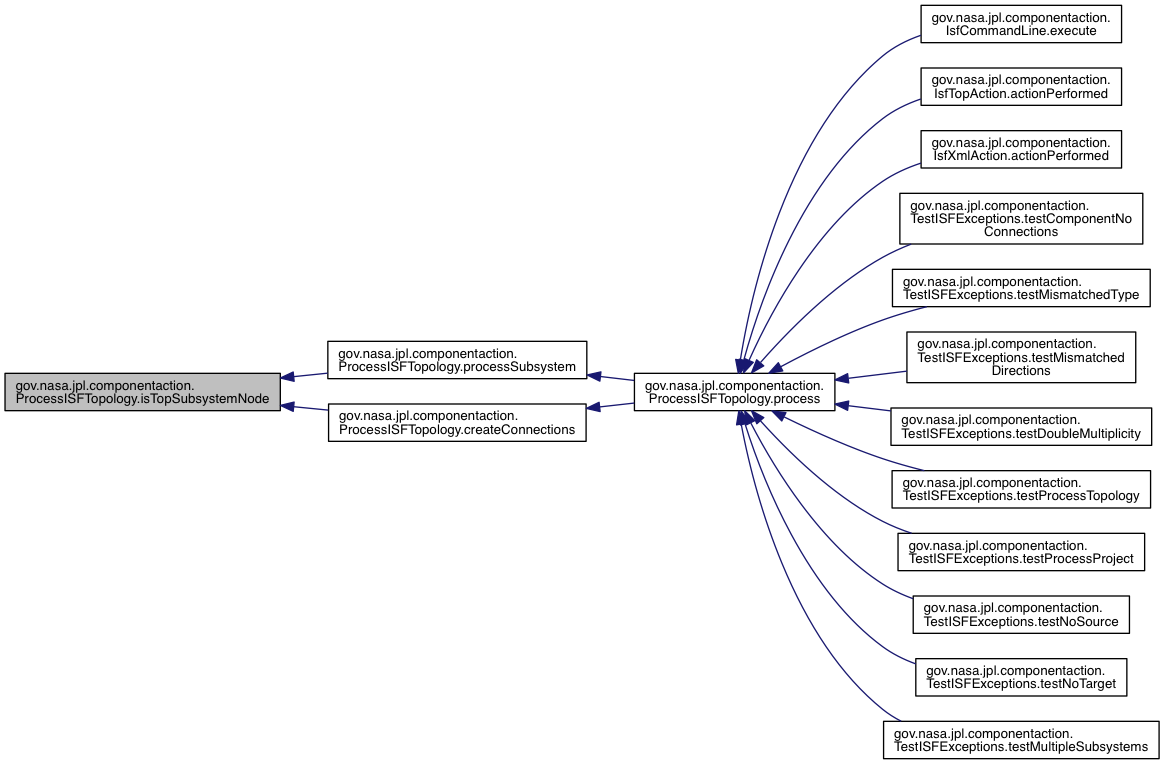 gov.nasa.jpl.componentaction.
IsfCommandLine.execute
gov.nasa.jpl.componentaction.
IsfTopAction.actionPerformed
gov.nasa.jpl.componentaction.
IsfXmlAction.actionPerformed
gov.nasa.jpl.componentaction.
TestISFExceptions.testComponentNo
Connections
gov.nasa.jpl.componentaction.
TestISFExceptions.testMismatchedType
gov.nasa.jpl.componentaction.
TestISFExceptions.testMismatched
Directions
gov.nasa.jpl.componentaction.
ProcessISFTopology.processSubsystem
gov.nasa.jpl.componentaction.
ProcessISFTopology.isTopSubsystemNode
gov.nasa.jpl.componentaction.
ProcessISFTopology.process
gov.nasa.jpl.componentaction.
ProcessISFTopology.createConnections
gov.nasa.jpl.componentaction.
TestISFExceptions.testDoubleMultiplicity
gov.nasa.jpl.componentaction.
TestISFExceptions.testProcessTopology
gov.nasa.jpl.componentaction.
TestISFExceptions.testProcessProject
gov.nasa.jpl.componentaction.
TestISFExceptions.testNoSource
gov.nasa.jpl.componentaction.
TestISFExceptions.testNoTarget
gov.nasa.jpl.componentaction.
TestISFExceptions.testMultipleSubsystems